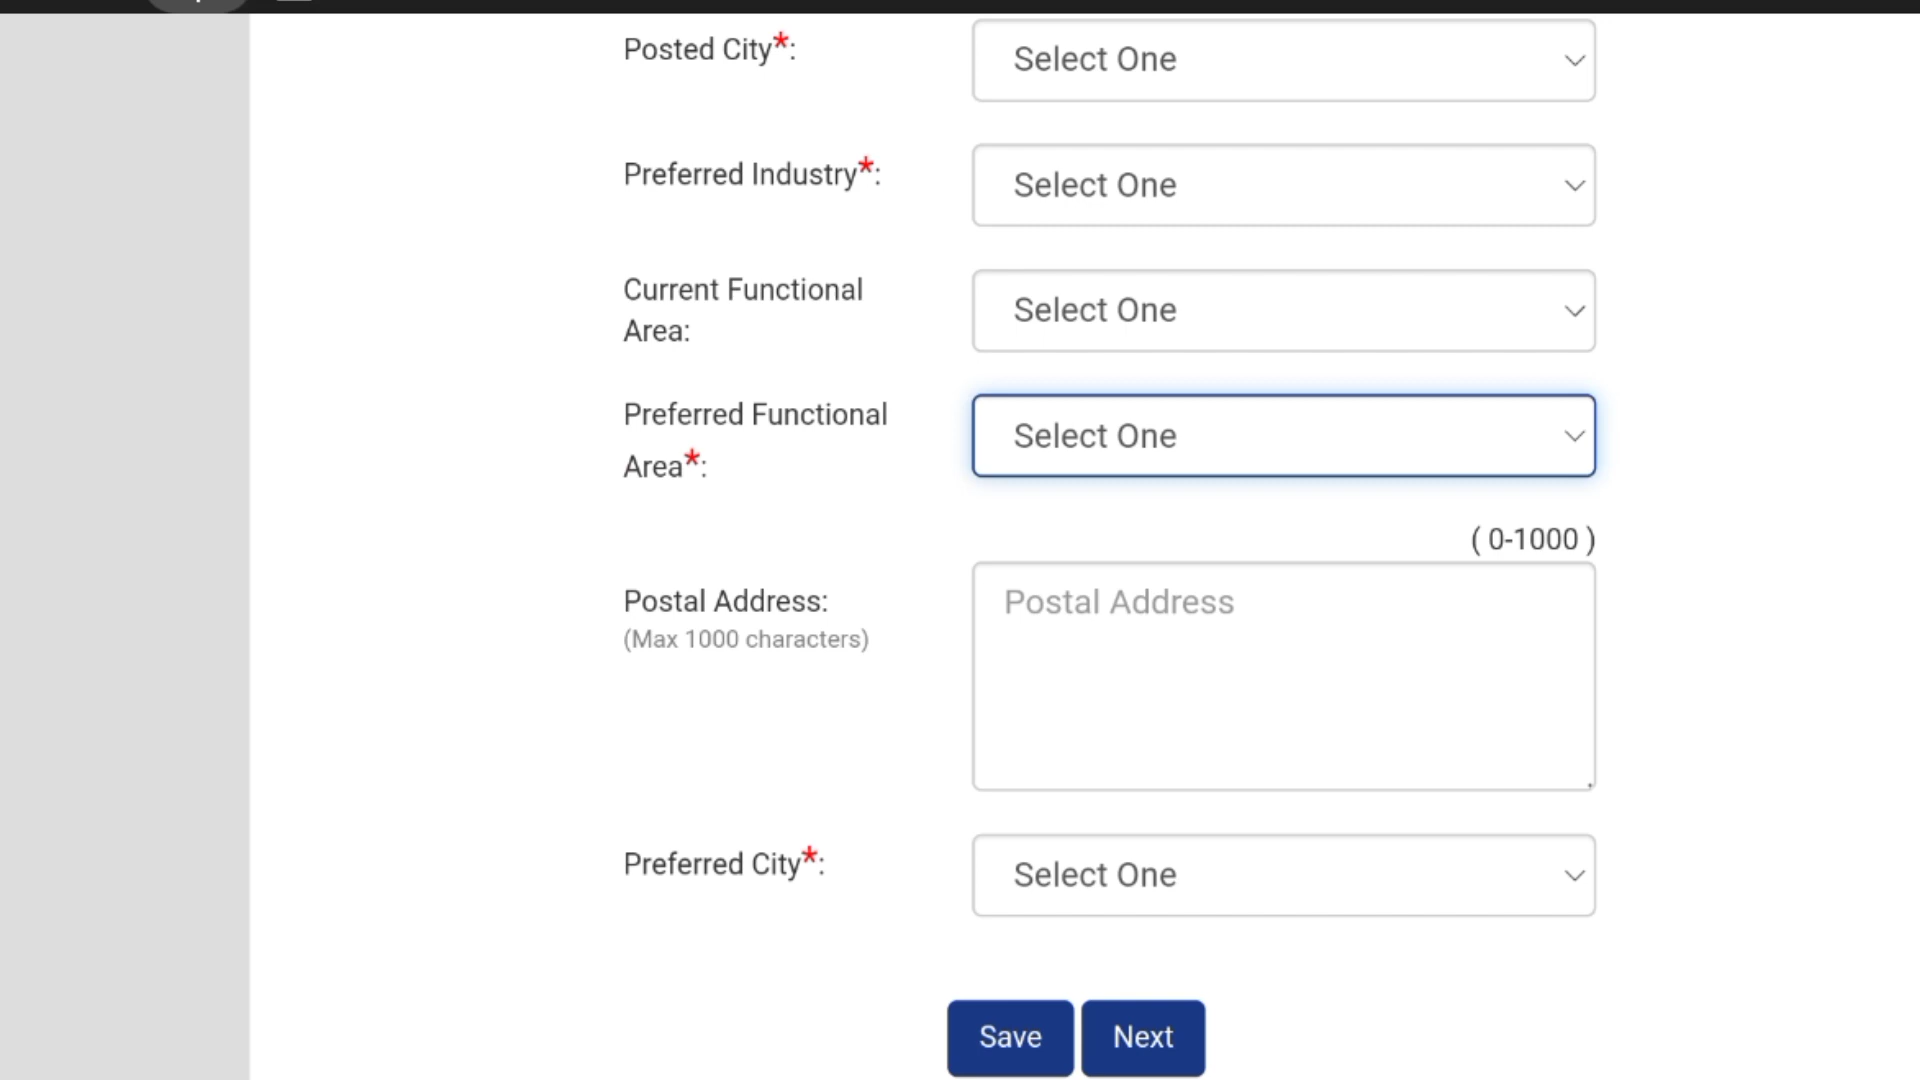 Posted City*:
Select One
Preferred Industry*:
Select One
Current Functional
Area:
Select One
Preferred Functional
Area*:
Select One
( 0-1000 )
Postal Address:
(Max 1000 characters)
Postal Address
Preferred City*:
Select One
Save
Next